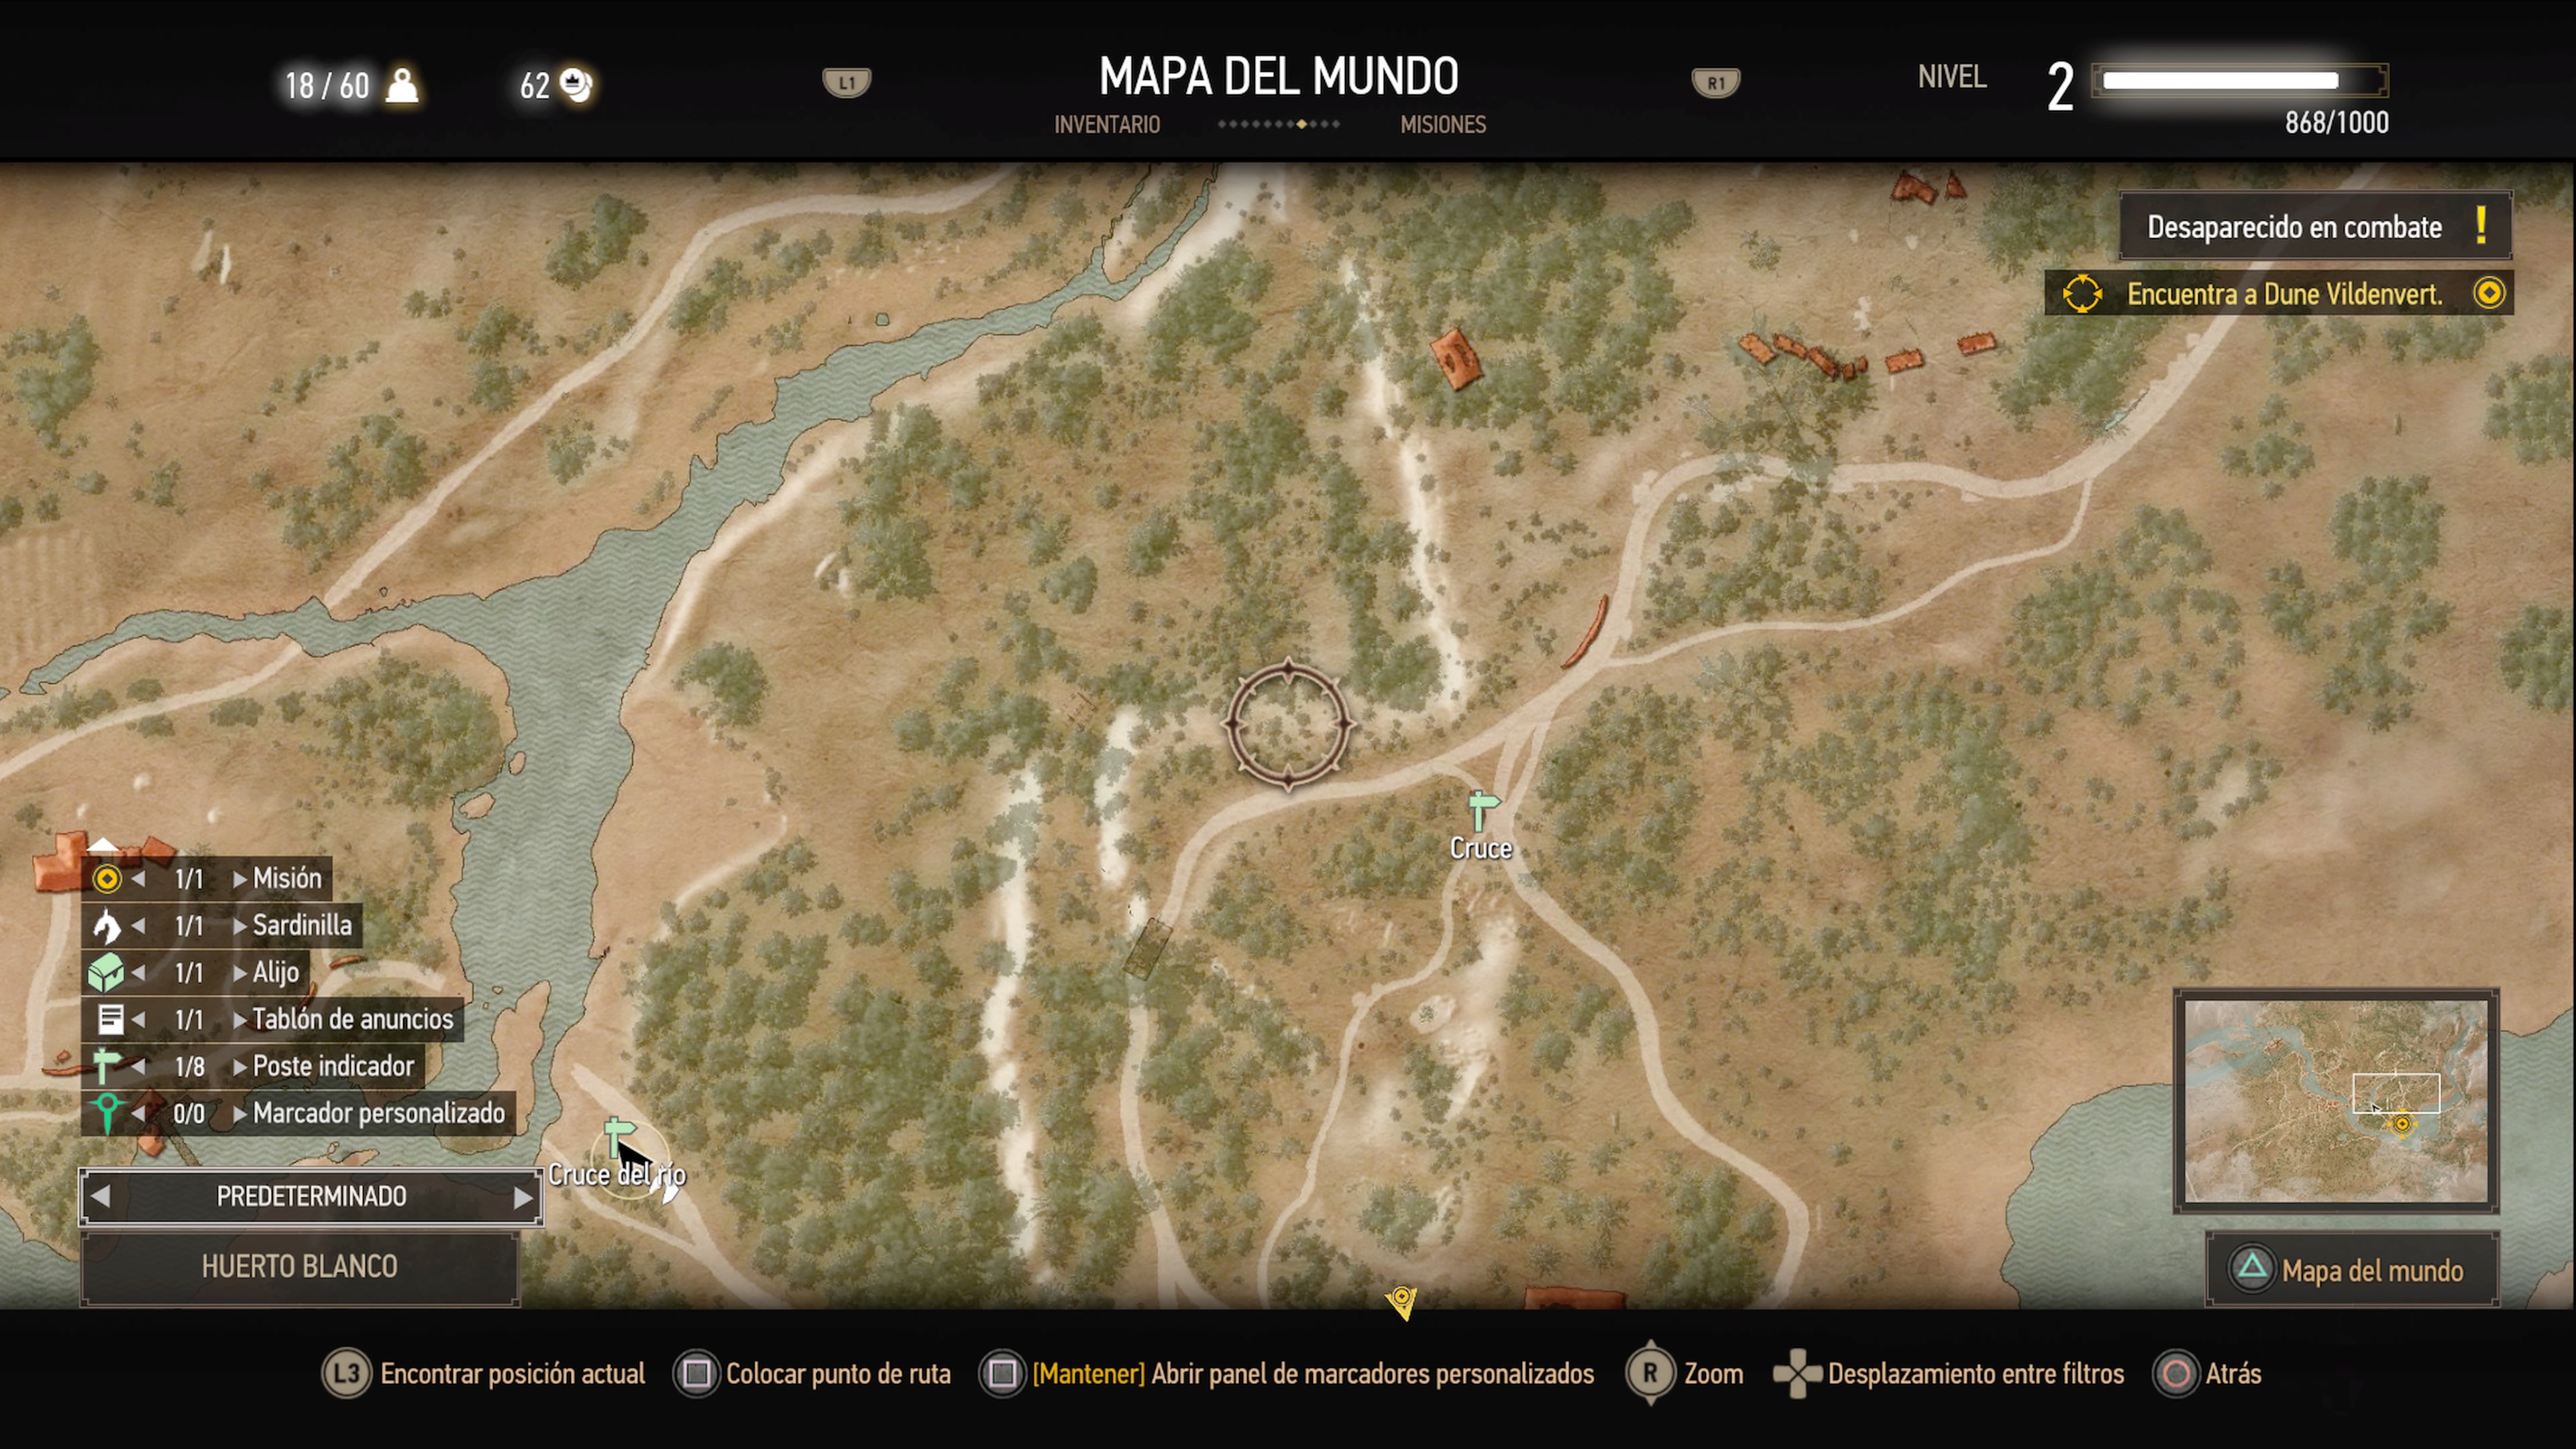 18 / 60
62
L1
MAPA DEL MUNDO
R1
NIVEL 2
INVENTARIO
MISIONES
868/1000
Desaparecido en combate !
Encuentra a Dune Vildenvert.
Cruce
1/1 Misión
1/1 Sardinilla
1/1 Alijo
1/1 Tablón de anuncios
1/8 Poste indicador
0/0 Marcador personalizado
Cruce del río
PREDETERMINADO
HUERTO BLANCO
Mapa del mundo
L3 Encontrar posición actual
Colocar punto de ruta
[Mantener] Abrir panel de marcadores personalizados
R Zoom
Desplazamiento entre filtros
Atrás